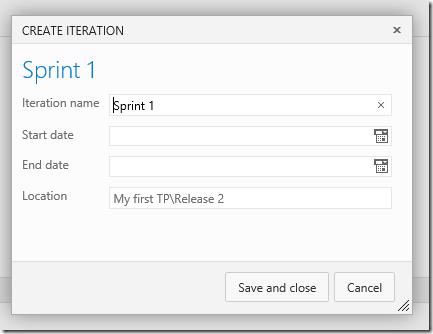 CREATE ITERATION
Sprint 1
Iteration name Sprint 1
Start date
End date
Location My first TP\Release 2
Save and close Cancel